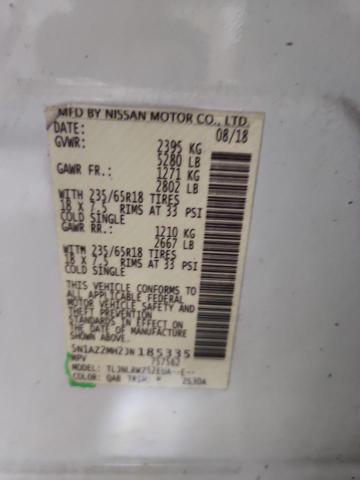 MFD BY NISSAN MOTOR CO., LTD.
DATE: 08/18
GVWR: 2395 KG
5280 LB
GAWR FR.: 1271 KG
2802 LB
WITH 235/65R18 TIRES
18 X 7.5 RIMS AT 33 PSI
COLD SINGLE
GAWR RR.: 1210 KG
2667 LB
WITH 235/65R18 TIRES
18 X 7.5 RIMS AT 33 PSI
COLD SINGLE
THIS VEHICLE CONFORMS TO
ALL APPLICABLE FEDERAL
MOTOR VEHICLE SAFETY AND
THEFT PREVENTION
STANDARDS IN EFFECT ON
THE DATE OF MANUFACTURE
SHOWN ABOVE.
5N1AZ2MH2JN185335
MPV 757562
MODEL:
COLOR: QAB TRIM: